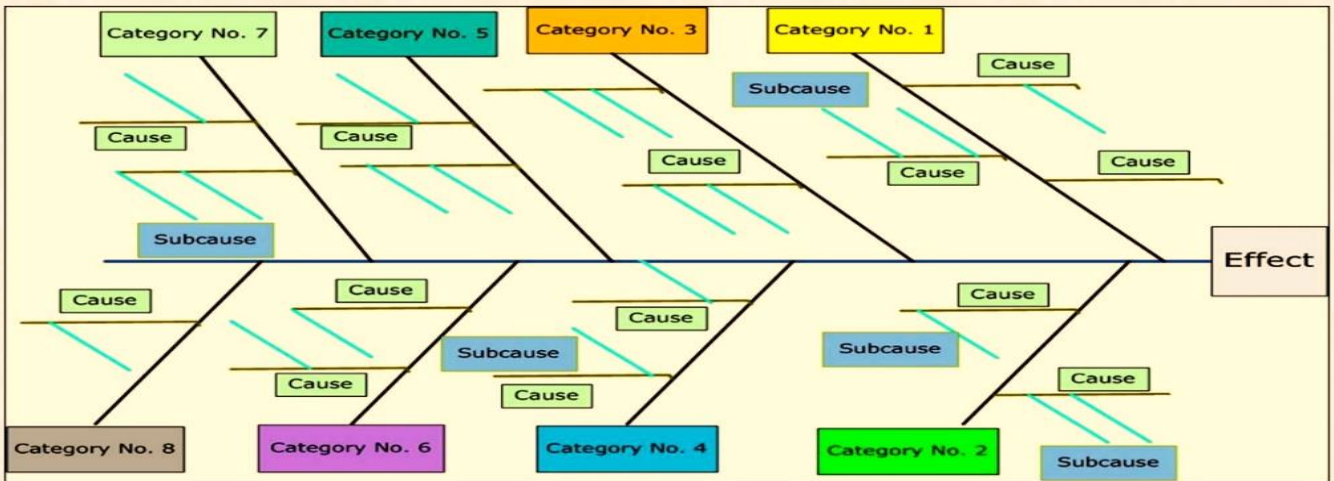 Category No. 7
Category No. 5
Category No. 3
Category No. 1
Cause
Subcause
Cause
Cause
Cause
Cause
Cause
Subcause
Effect
Cause
Cause
Cause
Cause
Subcause
Subcause
Cause
Cause
Cause
Category No. 8
Category No. 6
Category No. 4
Category No. 2
Subcause